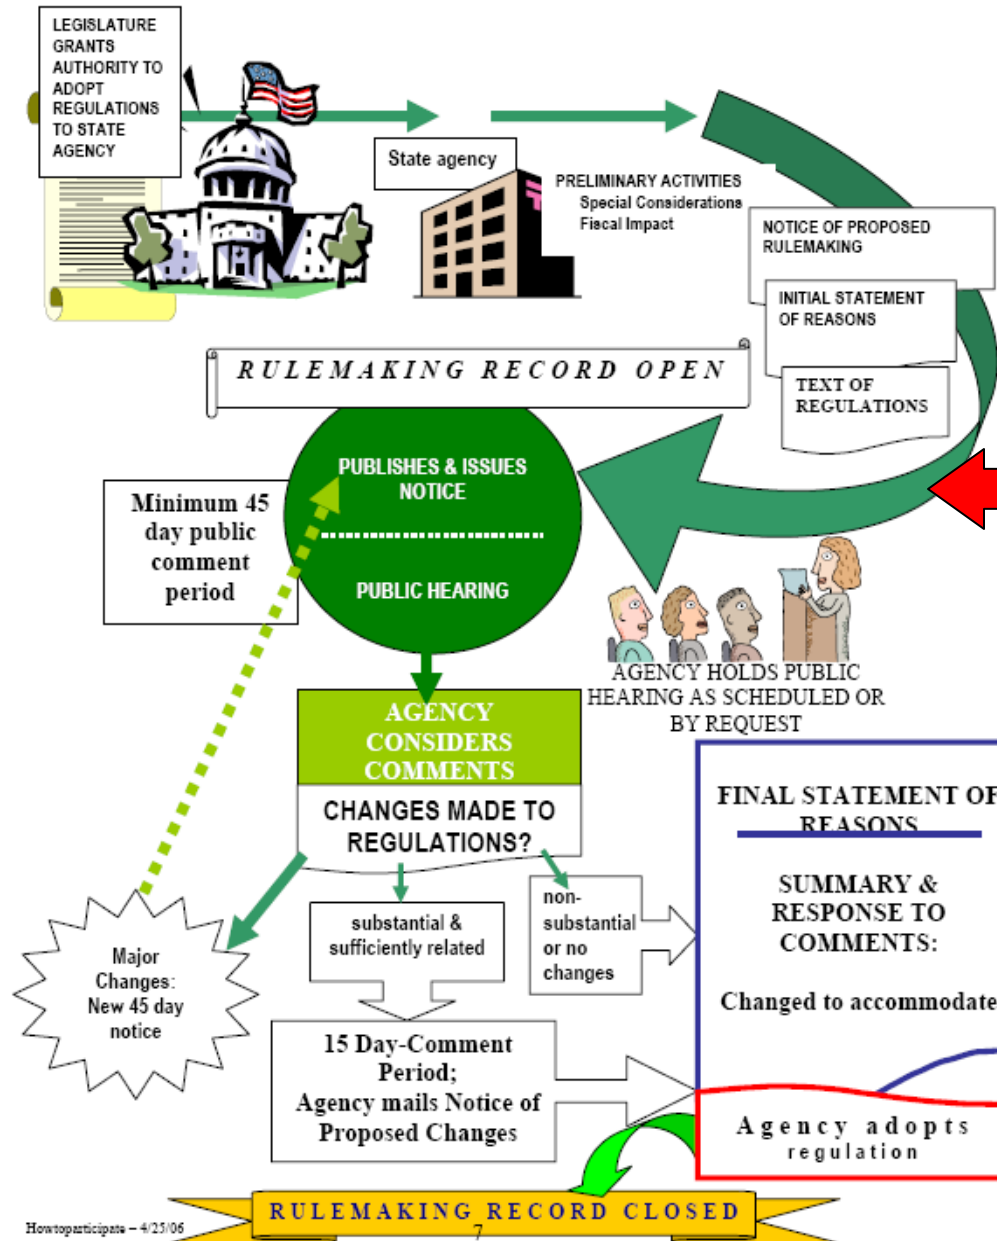 LEGISLATURE
GRANTS
AUTHORITY TO
ADOPT
REGULATIONS
TO STATE
AGENCY
State agency
PRELIMINARY ACTIVITIES
Special Considerations
Fiscal Impact
NOTICE OF PROPOSED
RULEMAKING
INITIAL STATEMENT
OF REASONS
TEXT OF
REGULATIONS
RULEMAKING RECORD OPEN
PUBLISHES & ISSUES
NOTICE
PUBLIC HEARING
Minimum 45
day public
comment
period
AGENCY HOLDS PUBLIC
HEARING AS SCHEDULED OR
BY REQUEST
AGENCY
CONSIDERS
COMMENTS
CHANGES MADE TO
REGULATIONS?
Major
Changes:
New 45 day
notice
substantial &
sufficiently related
non-
substantial
or no
changes
15 Day-Comment
Period;
Agency mails Notice of
Proposed Changes
FINAL STATEMENT OF
REASONS
SUMMARY &
RESPONSE TO
COMMENTS:
Changed to accommodate
Agency adopts
regulation
RULEMAKING RECORD CLOSED
Howtoparticipate – 4/25/06
7